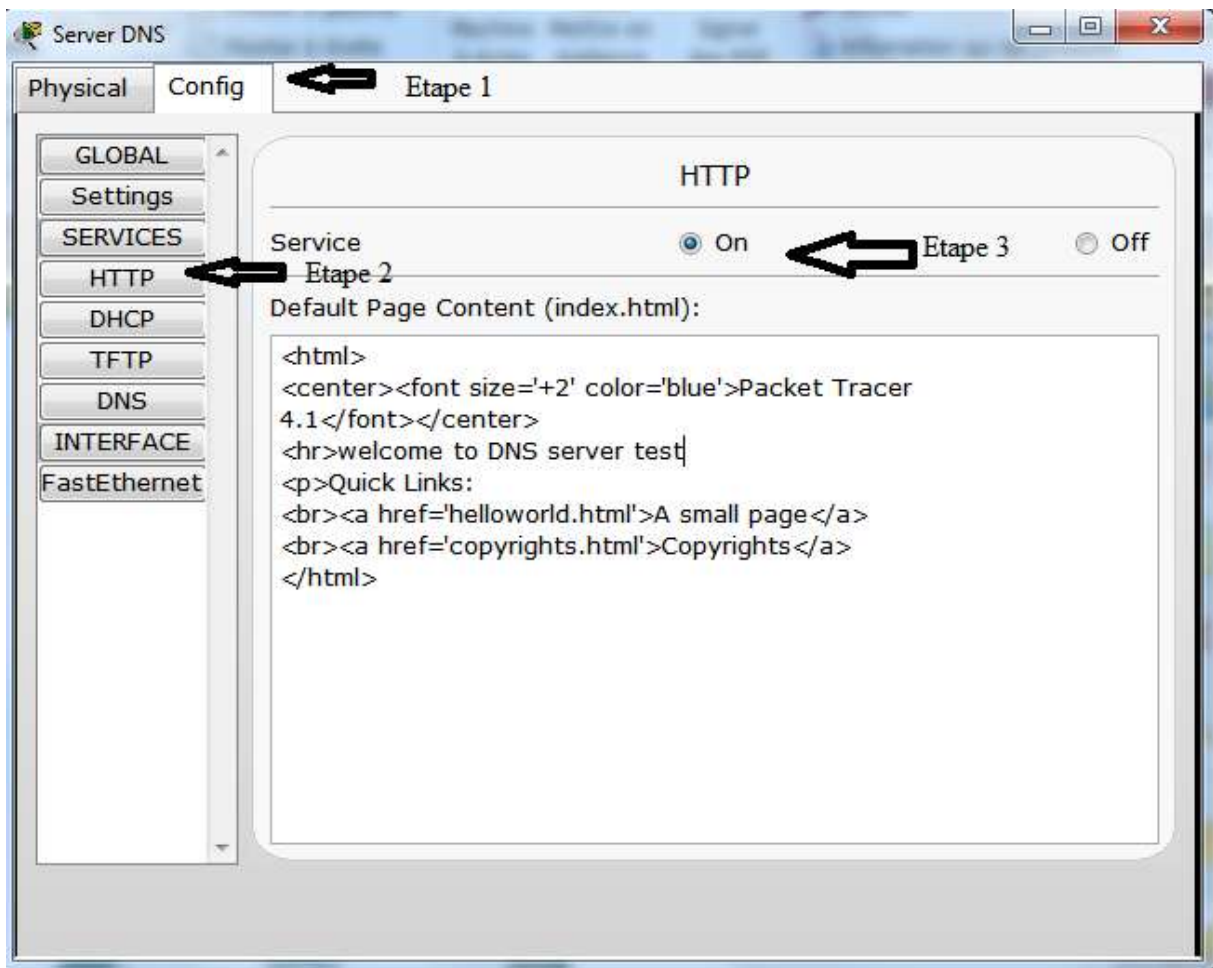 Server DNS
Physical Config Etape 1
GLOBAL
Settings
SERVICES
HTTP
DHCP
TFTP
DNS
INTERFACE
FastEthernet
HTTP
Service On Etape 3 Off
Etape 2
Default Page Content (index.html):
<html>
<center><font size='+2' color='blue'>Packet Tracer
4.1</font></center>
<hr>welcome to DNS server test
<p>Quick Links:
<br><a href='helloworld.html'>A small page</a>
<br><a href='copyrights.html'>Copyrights</a>
</html>